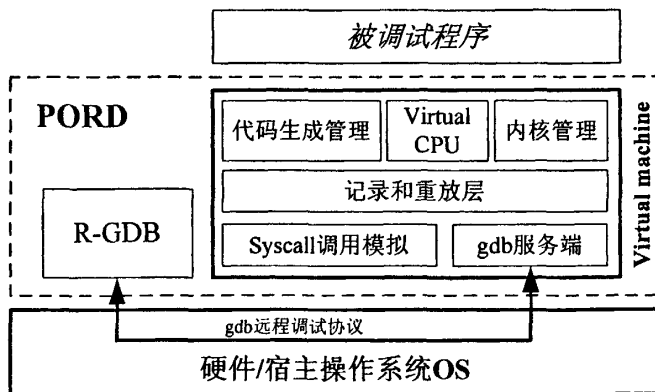 被调试程序
PORD
代码生成管理
Virtual
CPU
内核管理
记录和重放层
R-GDB
Syscall调用模拟
gdb服务端
Virtual machine
gdb远程调试协议
硬件/宿主操作系统OS